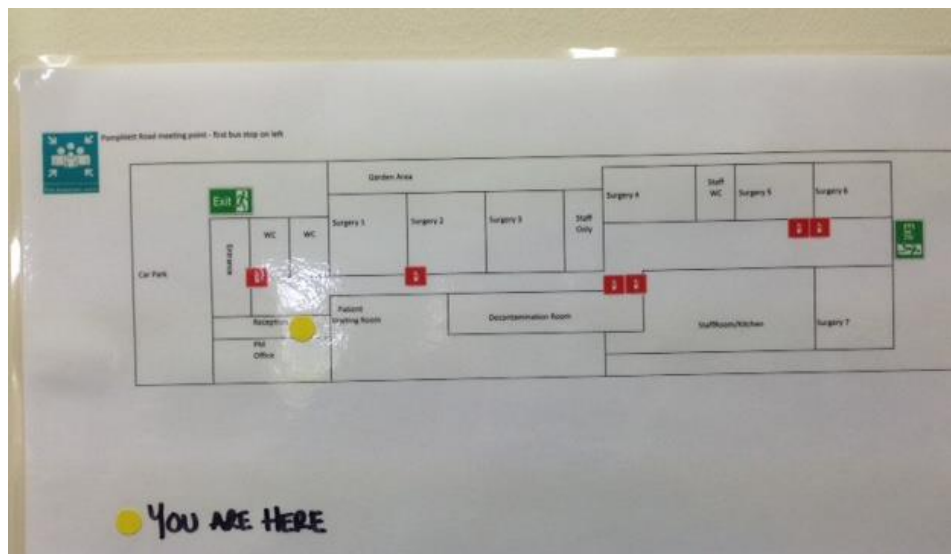 Pamplett Road meeting point - first bus stop on left
Garden Area
Exit
WC
WC
Entrance
Car Park
Surgery 1
Surgery 2
Surgery 3
Staff
Only
Surgery 4
Staff
WC
Surgery 5
Surgery 6
Exit
Reception
PM
Office
Patient
Waiting Room
Decontamination Room
StaffRoom/Kitchen
Surgery 7
YOU ARE HERE